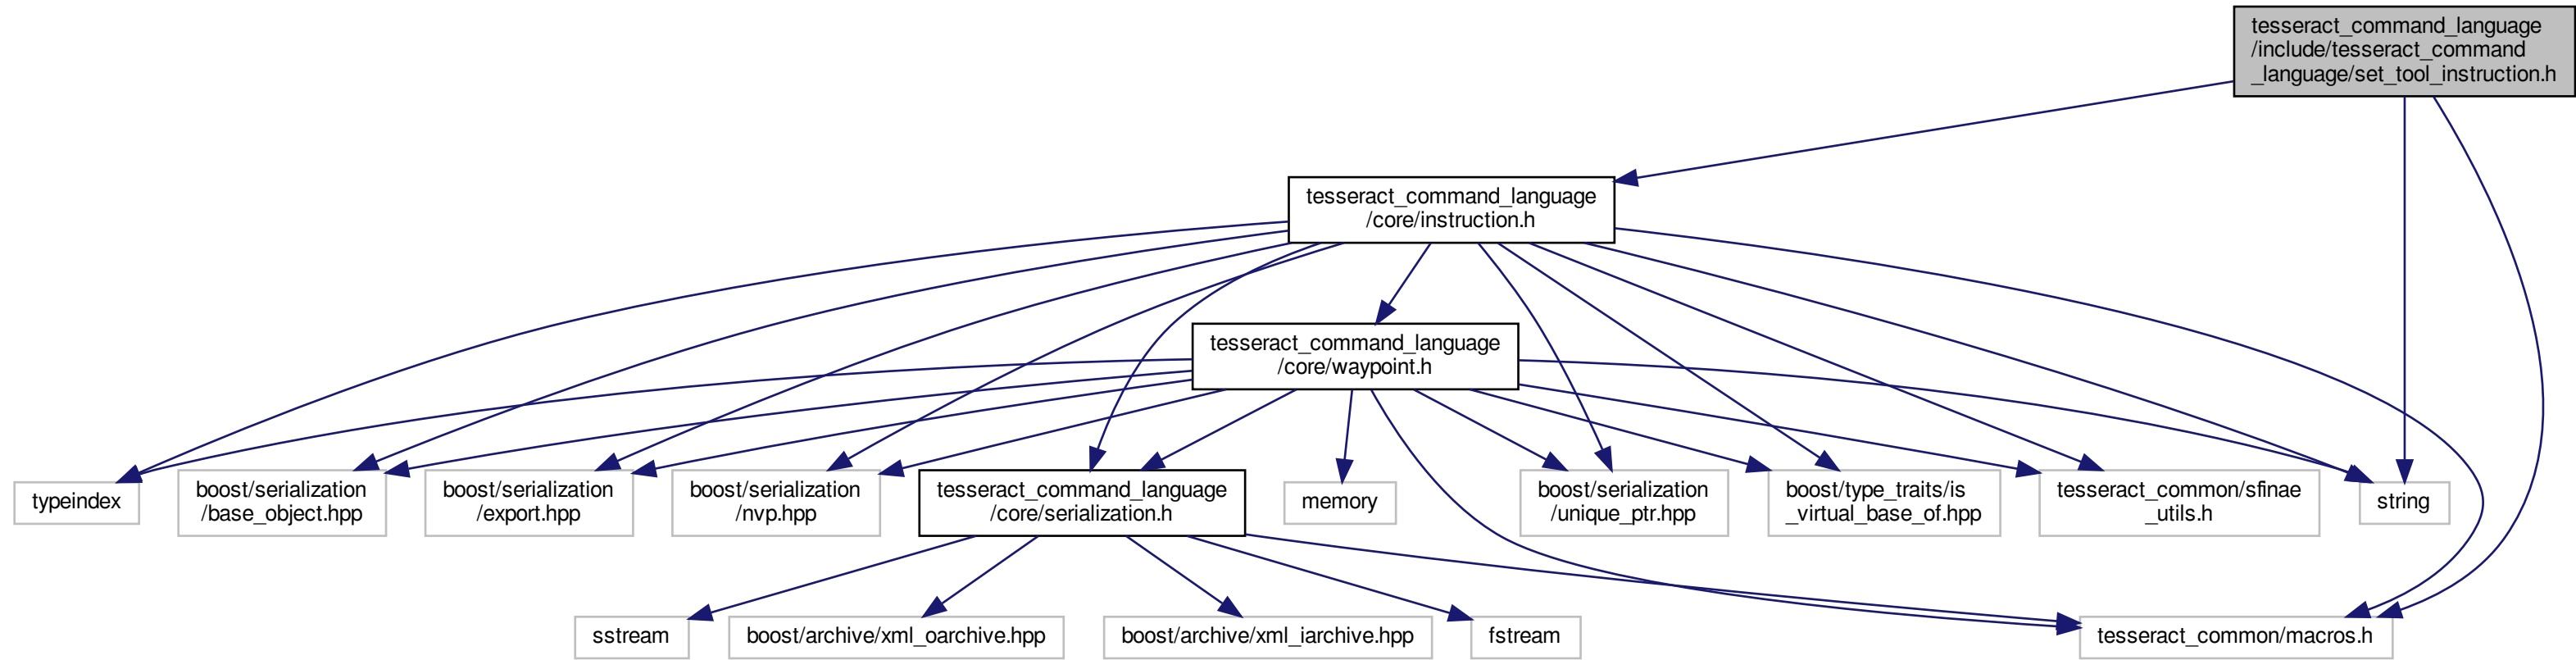 tesseract_command_language
/include/tesseract_command
_language/set_tool_instruction.h
tesseract_command_language
/core/instruction.h
tesseract_command_language
/core/waypoint.h
typeindex
boost/serialization
/base_object.hpp
boost/serialization
/export.hpp
boost/serialization
/nvp.hpp
tesseract_command_language
/core/serialization.h
memory
boost/serialization
/unique_ptr.hpp
boost/type_traits/is
_virtual_base_of.hpp
tesseract_common/sfinae
_utils.h
string
sstream
boost/archive/xml_oarchive.hpp
boost/archive/xml_iarchive.hpp
fstream
tesseract_common/macros.h